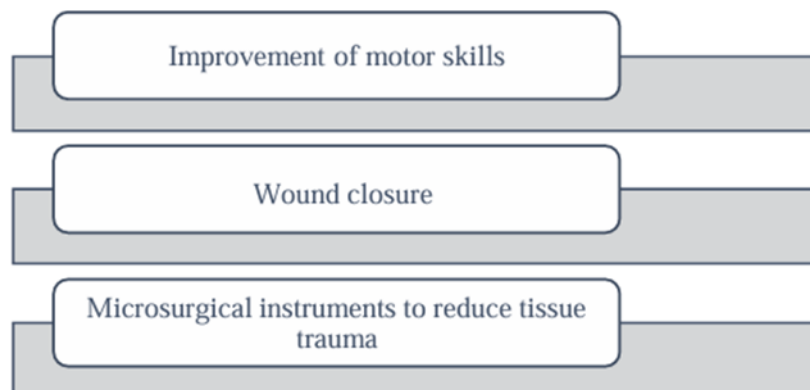 Improvement of motor skills
Wound closure
Microsurgical instruments to reduce tissue
trauma